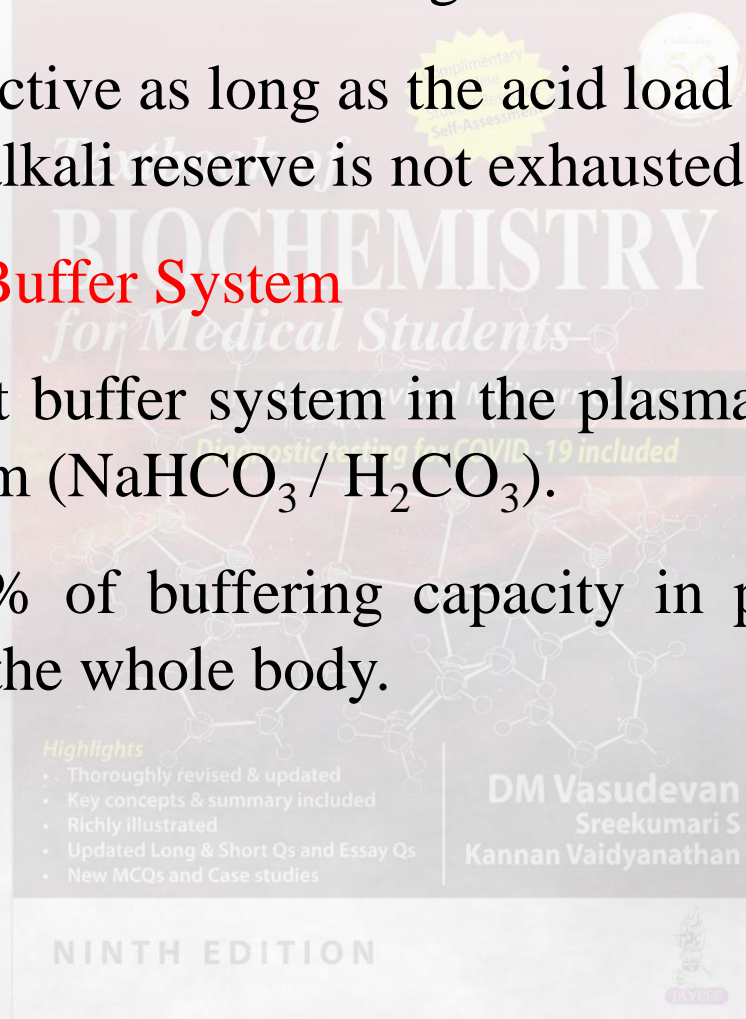 ctive as long as the acid load
alkali reserve is not exhausted
Buffer System
t buffer system in the plasma
m (NaHCO₃ / H₂CO₃).
% of buffering capacity in p
the whole body.
Complimentary
Self-Assessment
50
Textbook of
BIOCHEMISTRY
for Medical Students
Diagnostic testing for COVID-19 included
Highlights
• Thoroughly revised & updated
• Key concepts & summary included
• Richly illustrated
• Updated Long & Short Qs and Essay Qs
• New MCQs and Case studies
DM Vasudevan
Sreekumari S
Kannan Vaidyanathan
NINTH EDITION
JAYPEE